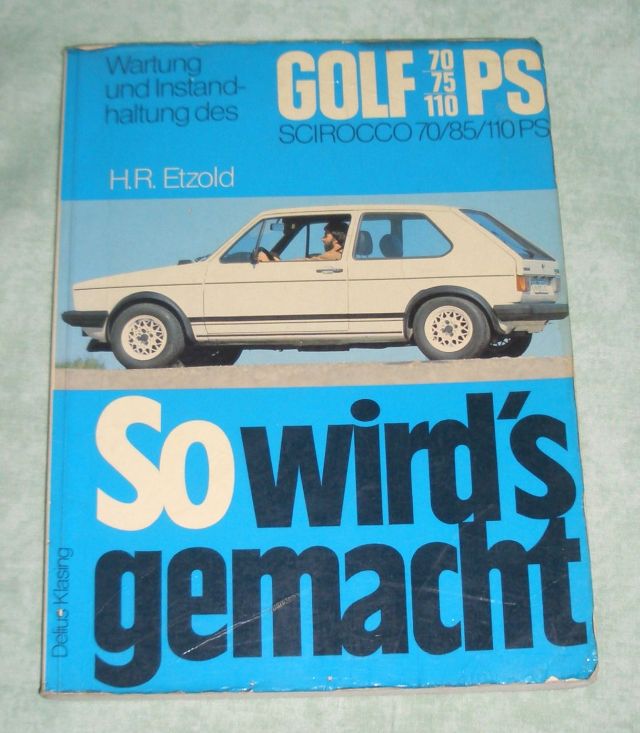 Wartung
und Instand-
haltung des
GOLF 70 75 110 PS
SCIROCCO 70/85/110 PS
H.R. Etzold
So wird's
gemacht
Delius Klasing